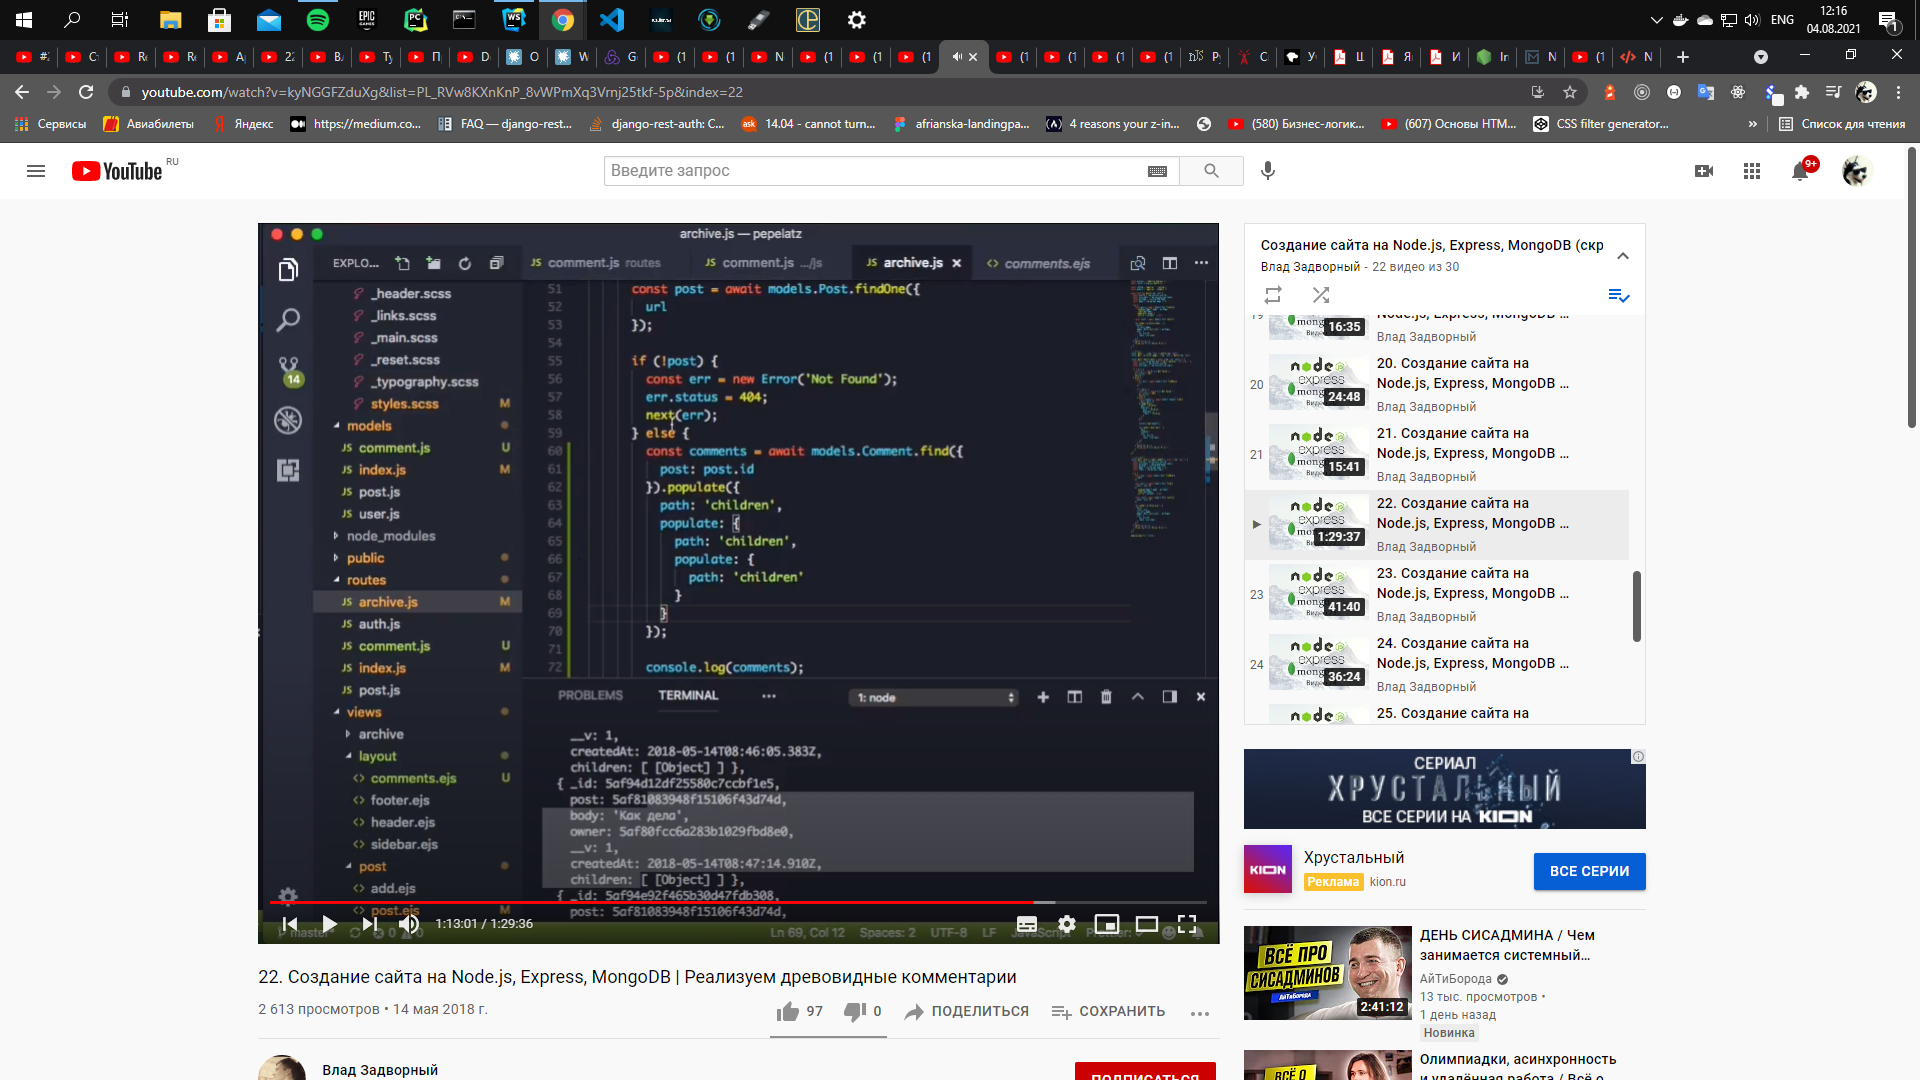 ENG
12:16
04.08.2021
1
youtube.com/watch?v=kyNGGFZduXg&list=PL_RVw8KXnKnP_8vWPmXq3Vrnj25tkf-5p&index=22
Сервисы
Авиабилеты
Яндекс
https://medium.co...
FAQ — django-rest...
django-rest-auth: C...
14.04 - cannot turn...
afrianska-landingpa...
4 reasons your z-in...
(580) Бизнес-логик...
(607) Основы HTM...
CSS filter generator...
»
Список для чтения
YouTube RU
Введите запрос
9+
archive.js — pepelatz
EXPLO...
comment.js routes
comment.js .../js
archive.js
comments.ejs
_header.scss
_links.scss
_main.scss
_reset.scss
_typography.scss
styles.scss M
models
comment.js U
index.js M
post.js
user.js
node_modules
public
routes
archive.js M
auth.js
comment.js U
index.js M
post.js
views
archive
layout
comments.ejs U
footer.ejs
header.ejs
sidebar.ejs
post
add.ejs
post.ejs M
14
51 const post = await models.Post.findOne({
52 url
53 });
54
55 if (!post) {
56 const err = new Error('Not Found');
57 err.status = 404;
58 next(err);
59 } else {
60 const comments = await models.Comment.find({
61 post: post.id
62 }).populate({
63 path: 'children',
64 populate: {
65 path: 'children',
66 populate: {
67 path: 'children'
68 }
69 }
70 });
71
72 console.log(comments);
PROBLEMS
TERMINAL
1: node
__v: 1,
createdAt: 2018-05-14T08:46:05.383Z,
children: [ [Object] ] },
{ _id: 5af94d12df25580c7ccbf1e5,
post: 5af81083948f15106f43d74d,
body: 'Как дела',
owner: 5af80fcc6a283b1029fbd8e0,
__v: 1,
createdAt: 2018-05-14T08:47:14.910Z,
children: [ [Object] ] },
{ _id: 5af94e92f465b30d47fdb308,
post: 5af81083948f15106f43d74d,
1:13:01 / 1:29:36
Ln 69, Col 12
Spaces: 2
UTF-8
LF
JavaScript
22. Создание сайта на Node.js, Express, MongoDB | Реализуем древовидные комментарии
2 613 просмотров • 14 мая 2018 г.
97
0
ПОДЕЛИТЬСЯ
СОХРАНИТЬ
Влад Задворный
ПОДПИСАТЬСЯ
Создание сайта на Node.js, Express, MongoDB (скр
Влад Задворный - 22 видео из 30
19
16:35
Node.js, Express, MongoDB ...
Влад Задворный
20
24:48
20. Создание сайта на
Node.js, Express, MongoDB ...
Влад Задворный
21
15:41
21. Создание сайта на
Node.js, Express, MongoDB ...
Влад Задворный
1:29:37
22. Создание сайта на
Node.js, Express, MongoDB ...
Влад Задворный
23
41:40
23. Создание сайта на
Node.js, Express, MongoDB ...
Влад Задворный
24
36:24
24. Создание сайта на
Node.js, Express, MongoDB ...
Влад Задворный
25. Создание сайта на
СЕРИАЛ
ХРУСТАЛЬНЫЙ
ВСЕ СЕРИИ НА KION
KION
Хрустальный
Реклама kion.ru
ВСЕ СЕРИИ
ВСЁ ПРО
СИСАДМИНОВ
АйТиБорода
2:41:12
ДЕНЬ СИСАДМИНА / Чем
занимается системный...
АйТиБорода
13 тыс. просмотров •
1 день назад
Новинка
ВСЁ О
Олимпиадки, асинхронность
и удалённая работа / Всё о